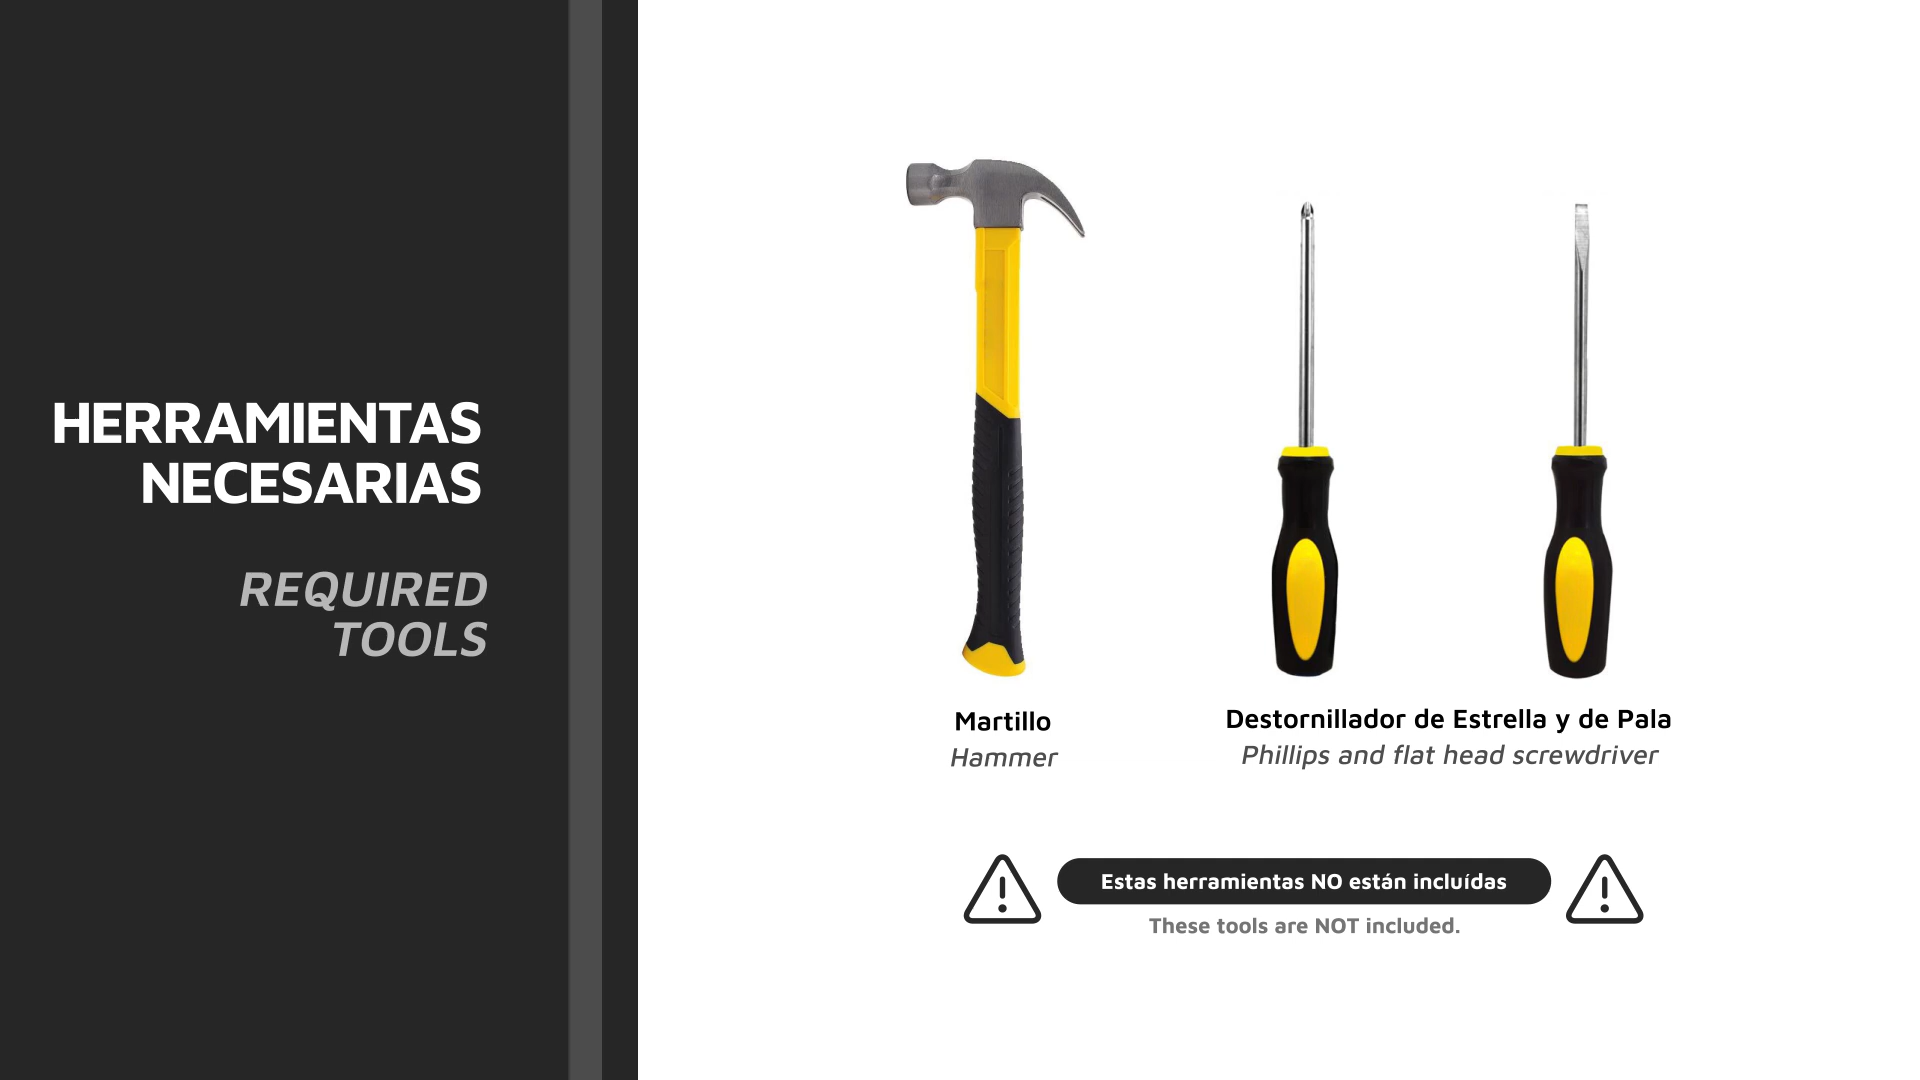 HERRAMIENTAS
NECESARIAS
REQUIRED
TOOLS
Martillo
Hammer
Destornillador de Estrella y de Pala
Phillips and flat head screwdriver
Estas herramientas NO están incluídas
These tools are NOT included.